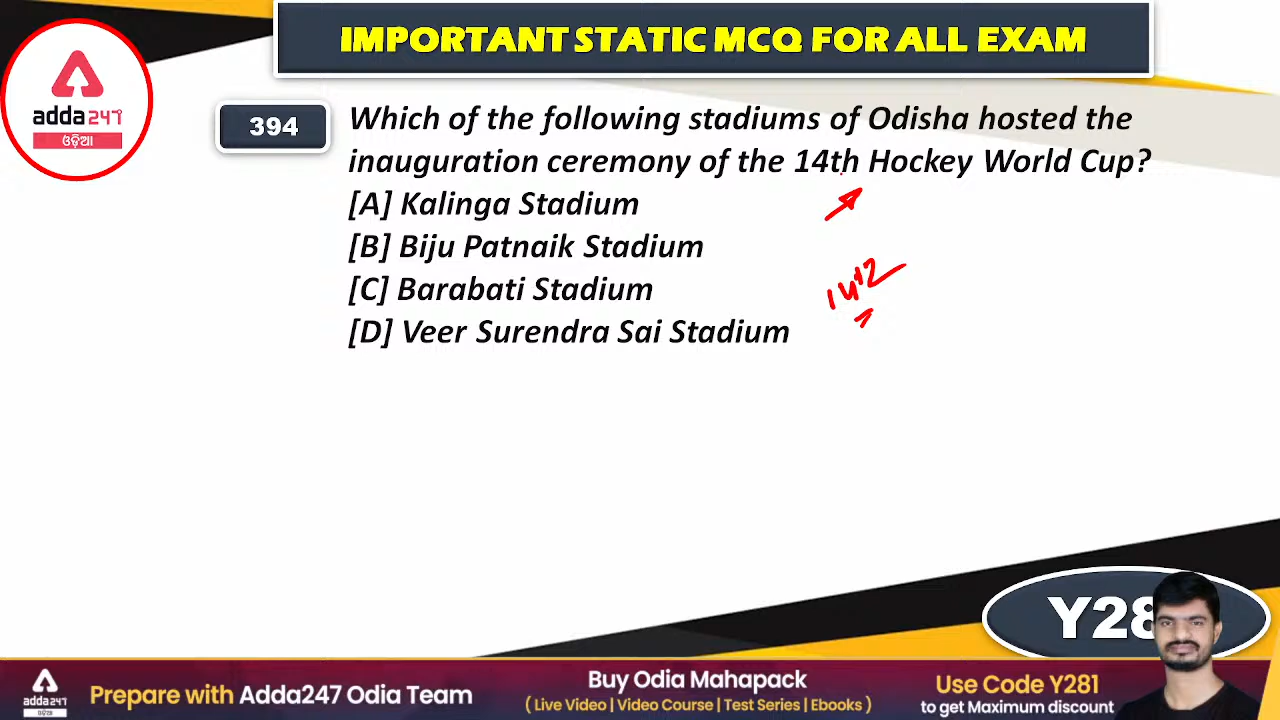 IMPORTANT STATIC MCQ FOR ALL EXAM
adda247
ଓଡ଼ିଆ
394
Which of the following stadiums of Odisha hosted the
inauguration ceremony of the 14th Hockey World Cup?
[A] Kalinga Stadium
[B] Biju Patnaik Stadium
[C] Barabati Stadium
[D] Veer Surendra Sai Stadium
Y28
adda247
ଓଡ଼ିଆ
Prepare with Adda247 Odia Team
Buy Odia Mahapack
( Live Video | Video Course | Test Series | Ebooks )
Use Code Y281
to get Maximum discount